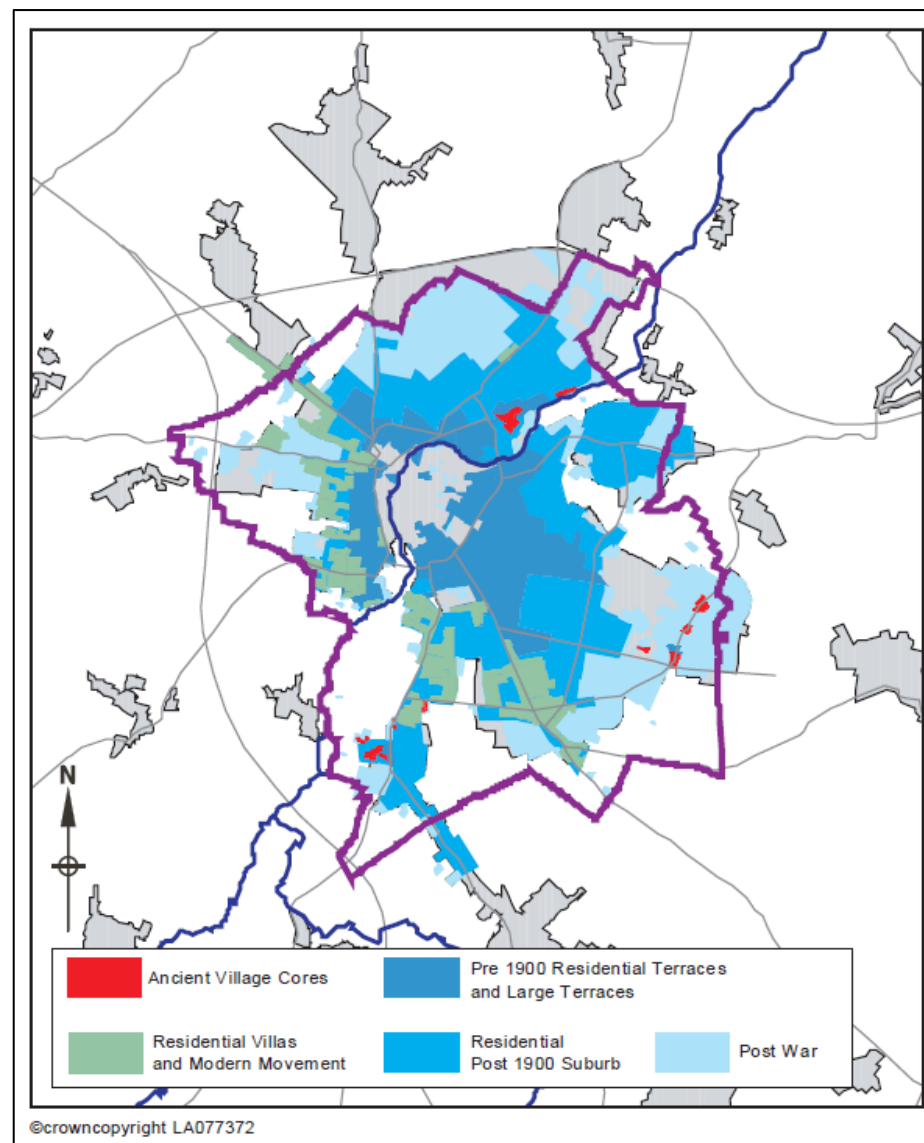 N
Ancient Village Cores
Pre 1900 Residential Terraces
and Large Terraces
Residential Villas
and Modern Movement
Residential
Post 1900 Suburb
Post War
©crowncopyright LA077372